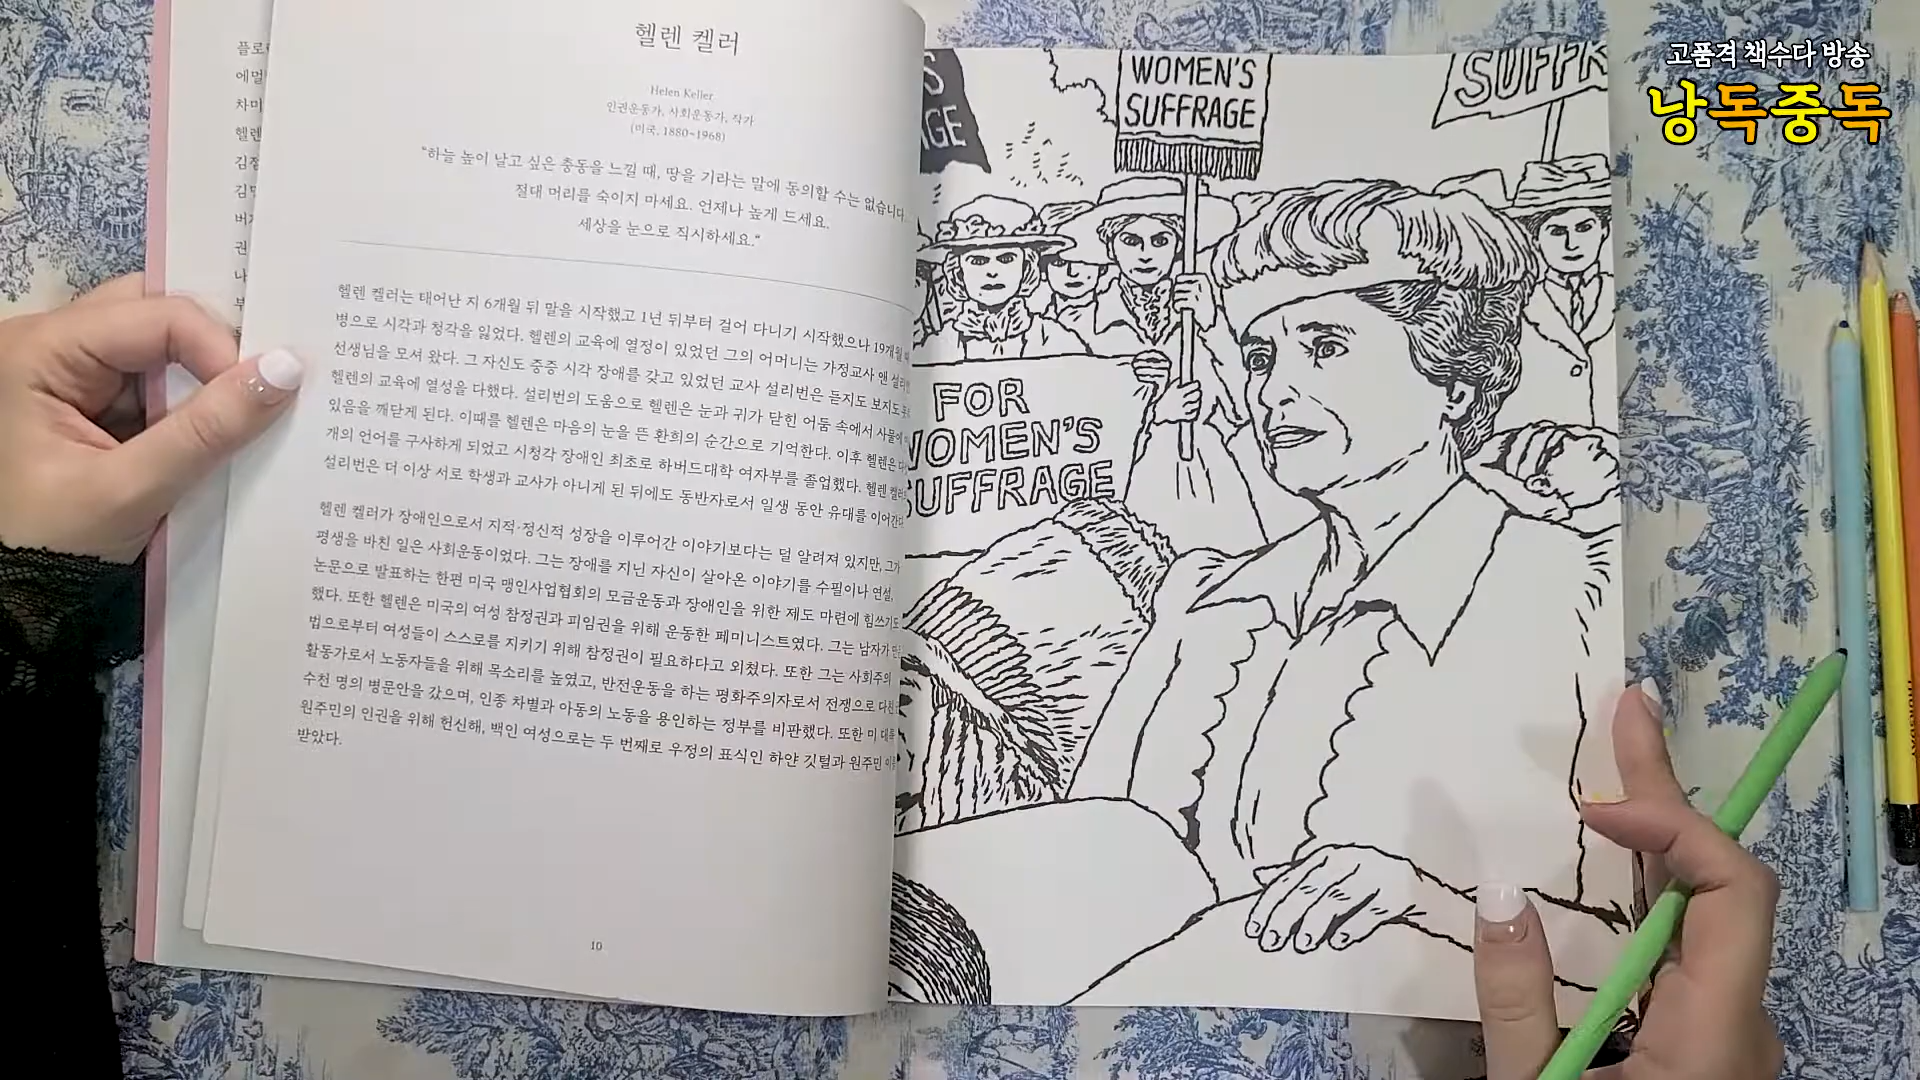 고품격 책수다 방송
낭독중독
플로
에멀
차미
헬렌
김정
버지
권
나
부
헬렌 켈러
Helen Keller
인권운동가, 사회운동가, 작가
(미국, 1880~1968)
"하늘 높이 날고 싶은 충동을 느낄 때, 땅을 기라는 말에 동의할 수는 없습니다.
절대 머리를 숙이지 마세요. 언제나 높게 드세요.
세상을 눈으로 직시하세요."
헬렌 켈러는 태어난 지 6개월 뒤 말을 시작했고 1년 뒤부터 걸어 다니기 시작했으나 19개월
병으로 시각과 청각을 잃었다. 헬렌의 교육에 열정이 있었던 그의 어머니는 가정교사 앤 설리번
선생님을 모셔 왔다. 그 자신도 중증 시각 장애를 갖고 있었던 교사 설리번은 듣지도 보지도
헬렌의 교육에 열성을 다했다. 설리번의 도움으로 헬렌은 눈과 귀가 닫힌 어둠 속에서 사물에
있음을 깨닫게 된다. 이때를 헬렌은 마음의 눈을 뜬 환희의 순간으로 기억한다. 이후 헬렌은
개의 언어를 구사하게 되었고 시청각 장애인 최초로 하버드대학 여자부를 졸업했다. 헬렌 켈러와
설리번은 더 이상 서로 학생과 교사가 아니게 된 뒤에도 동반자로서 일생 동안 유대를 이어간다.
헬렌 켈러가 장애인으로서 지적·정신적 성장을 이루어간 이야기보다는 덜 알려져 있지만, 그가
평생을 바친 일은 사회운동이었다. 그는 장애를 지닌 자신이 살아온 이야기를 수필이나 연설,
논문으로 발표하는 한편 미국 맹인사업협회의 모금운동과 장애인을 위한 제도 마련에 힘쓰기도
했다. 또한 헬렌은 미국의 여성 참정권과 피임권을 위해 운동한 페미니스트였다. 그는 남자가 만든
법으로부터 여성들이 스스로를 지키기 위해 참정권이 필요하다고 외쳤다. 또한 그는 사회주의
활동가로서 노동자들을 위해 목소리를 높였고, 반전운동을 하는 평화주의자로서 전쟁으로 다친
수천 명의 병문안을 갔으며, 인종 차별과 아동의 노동을 용인하는 정부를 비판했다. 또한 미 대륙
원주민의 인권을 위해 헌신해, 백인 여성으로는 두 번째로 우정의 표식인 하얀 깃털과 원주민 이름
받았다.
10
S
AGE
WOMEN'S
SUFFRAGE
SUFFR
FOR
WOMEN'S
SUFFRAGE